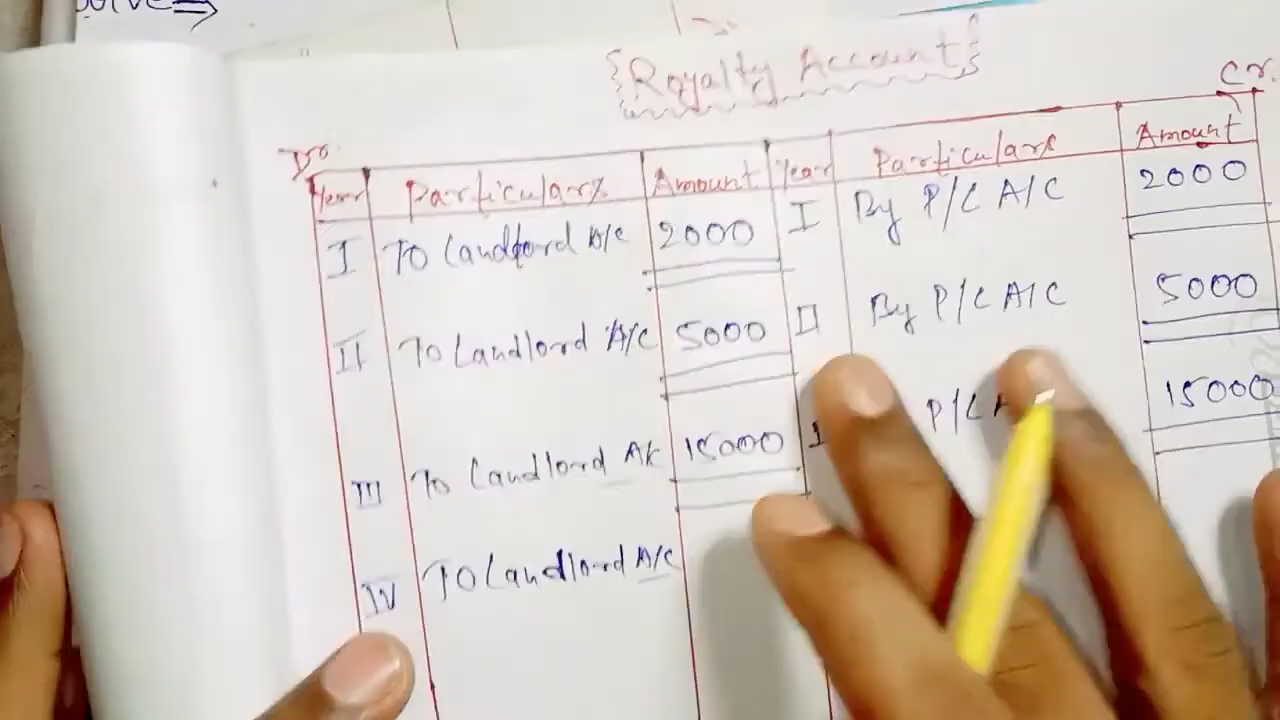 {Royalty Account}
Dr. Cr.
Year Particulars Amount Year Particulars Amount
I To Landlord A/c 2000 I By P/L A/C 2000
II To Landlord A/C 5000 II By P/L A/C 5000
III To Landlord A/c 15000 P/L A 15000
IV To Landlord A/C